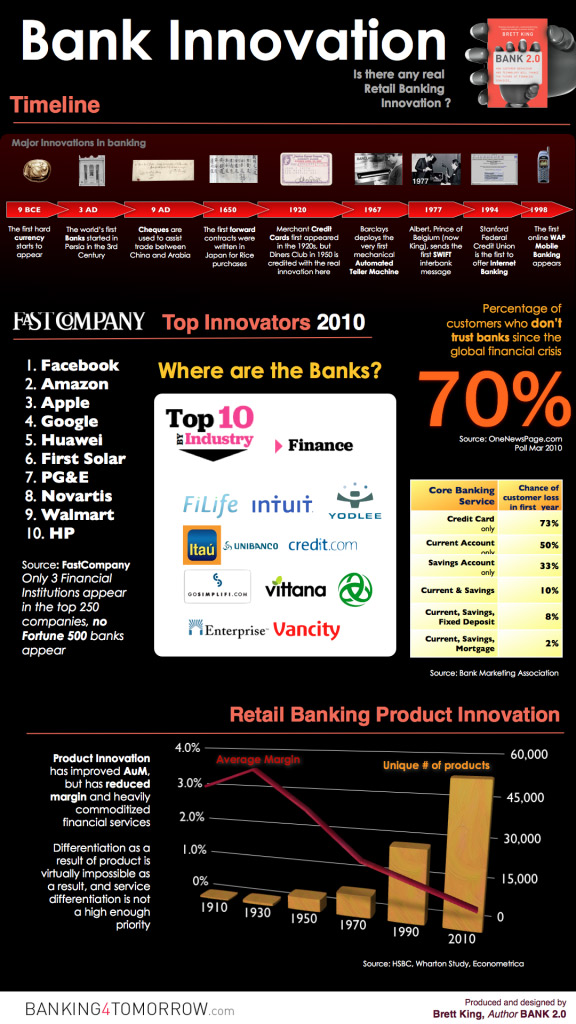 Bank Innovation
Is there any real
Retail Banking
Innovation ?
BRETT KING
BANK 2.0
Timeline
Major innovations in banking
BARCLAYS
1977
9 BCE
3 AD
9 AD
1650
1920
1967
1977
1994
1998
The first hard
currency
starts to
appear
The world's first
Banks started in
Persia in the 3rd
Century
Cheques are
used to assist
trade between
China and Arabia
The first forward
contracts were
written in
Japan for Rice
purchases
Merchant Credit
Cards first appeared
in the 1920s, but
Diners Club in 1950 is
credited with the real
innovation here
Barclays
deploys the
very first
mechanical
Automated
Teller Machine
Albert, Prince of
Belgium (now
King), sends the
first SWIFT
interbank
message
Stanford
Federal
Credit Union
is the first to
offer Internet
Banking
The first
online WAP
Mobile
Banking
appears
FAST COMPANY Top Innovators 2010
1. Facebook
2. Amazon
3. Apple
4. Google
5. Huawei
6. First Solar
7. PG&E
8. Novartis
9. Walmart
10. HP
Source: FastCompany
Only 3 Financial
Institutions appear
in the top 250
companies, no
Fortune 500 banks
appear
Where are the Banks?
Top 10
BY Industry
Finance
FiLife intuit YODLEE
Itaú UNIBANCO credit.com
GOSIMPLIFI.COM vittana
Enterprise Vancity
Percentage of
customers who don't
trust banks since the
global financial crisis
70%
Source: OneNewsPage.com
Poll Mar 2010
Core Banking
Service
Chance of
customer loss
in first year
Credit Card
only
73%
Current Account
only
50%
Savings Account
only
33%
Current & Savings
10%
Current, Savings,
Fixed Deposit
8%
Current, Savings,
Mortgage
2%
Source: Bank Marketing Association
Retail Banking Product Innovation
Product Innovation
has improved AuM,
but has reduced
margin and heavily
commoditized
financial services
Differentiation as a
result of product is
virtually impossible as
a result, and service
differentiation is not
a high enough
priority
4.0%
3.0%
2.0%
1.0%
0%
Average Margin
Unique # of products
60,000
45,000
30,000
15,000
0
1910
1930
1950
1970
1990
2010
Source: HSBC, Wharton Study, Econometrica
BANKING4TOMORROW.com
Produced and designed by
Brett King, Author BANK 2.0